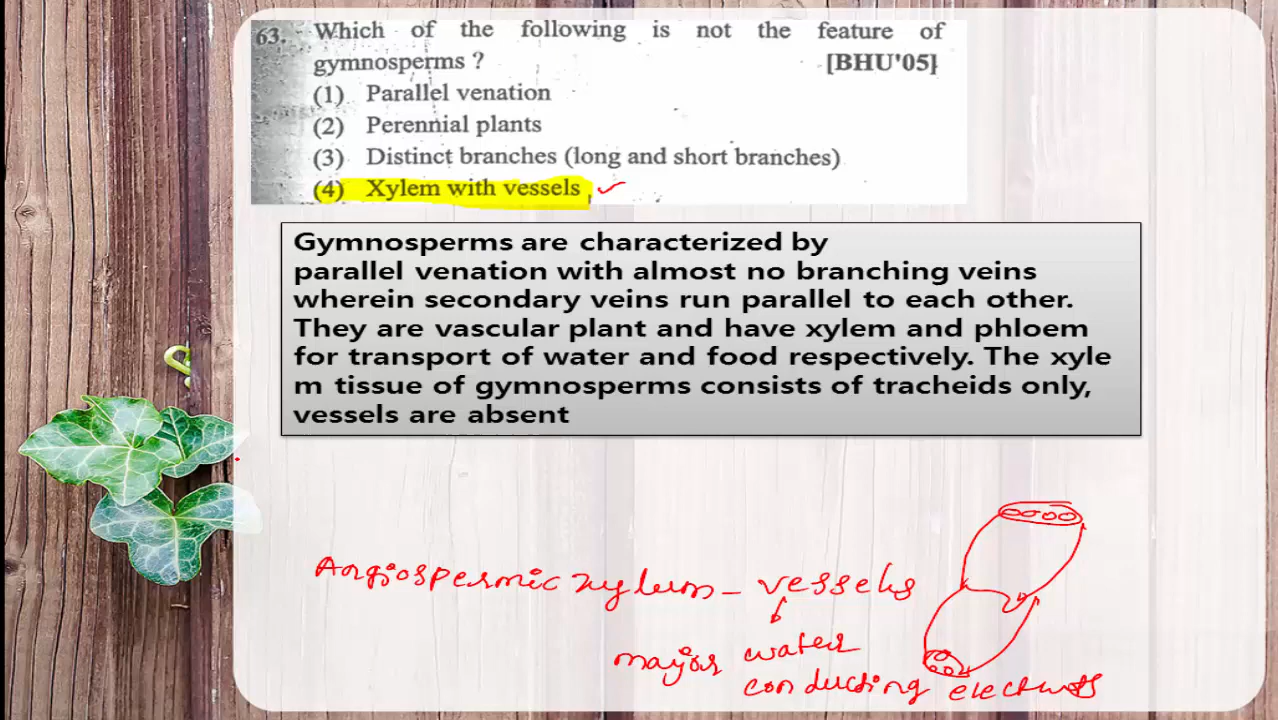 63. Which of the following is not the feature of
gymnosperms ? [BHU'05]
(1) Parallel venation
(2) Perennial plants
(3) Distinct branches (long and short branches)
(4) Xylem with vessels
Gymnosperms are characterized by
parallel venation with almost no branching veins
wherein secondary veins run parallel to each other.
They are vascular plant and have xylem and phloem
for transport of water and food respectively. The xyle
m tissue of gymnosperms consists of tracheids only,
vessels are absent
Angiospermic xylem - vessels
major water
conducting